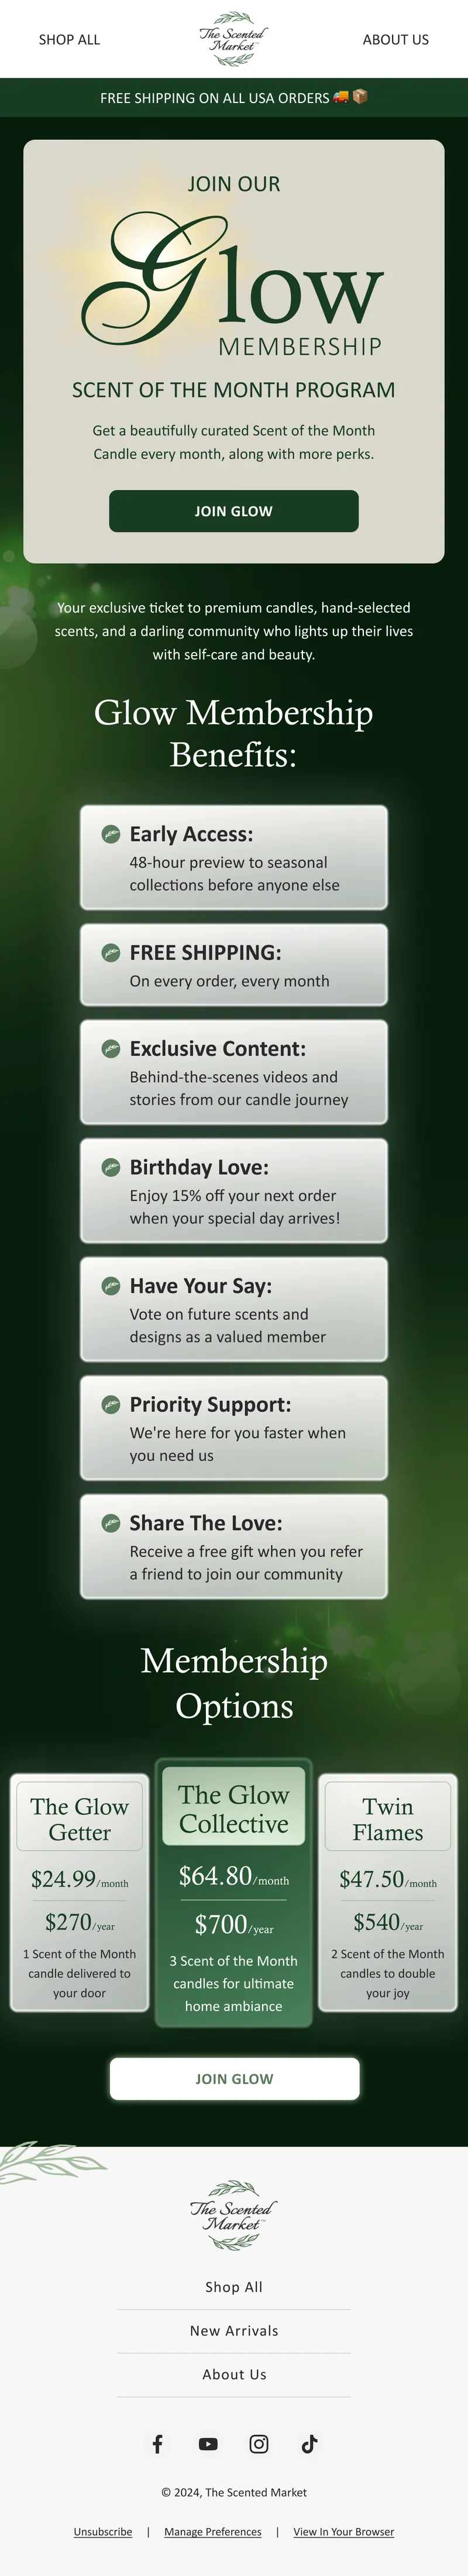 SHOP ALL
The Scented
Market™
ABOUT US
FREE SHIPPING ON ALL USA ORDERS 🚚 📦
JOIN OUR
Glow
MEMBERSHIP
SCENT OF THE MONTH PROGRAM
Get a beautifully curated Scent of the Month
Candle every month, along with more perks.
JOIN GLOW
Your exclusive ticket to premium candles, hand-selected
scents, and a darling community who lights up their lives
with self-care and beauty.
Glow Membership
Benefits:
Early Access:
48-hour preview to seasonal
collections before anyone else
FREE SHIPPING:
On every order, every month
Exclusive Content:
Behind-the-scenes videos and
stories from our candle journey
Birthday Love:
Enjoy 15% off your next order
when your special day arrives!
Have Your Say:
Vote on future scents and
designs as a valued member
Priority Support:
We're here for you faster when
you need us
Share The Love:
Receive a free gift when you refer
a friend to join our community
Membership
Options
The Glow
Getter
$24.99/month
$270/year
1 Scent of the Month
candle delivered to
your door
The Glow
Collective
$64.80/month
$700/year
3 Scent of the Month
candles for ultimate
home ambiance
Twin
Flames
$47.50/month
$540/year
2 Scent of the Month
candles to double
your joy
JOIN GLOW
The Scented
Market™
Shop All
New Arrivals
About Us
© 2024, The Scented Market
Unsubscribe | Manage Preferences | View In Your Browser